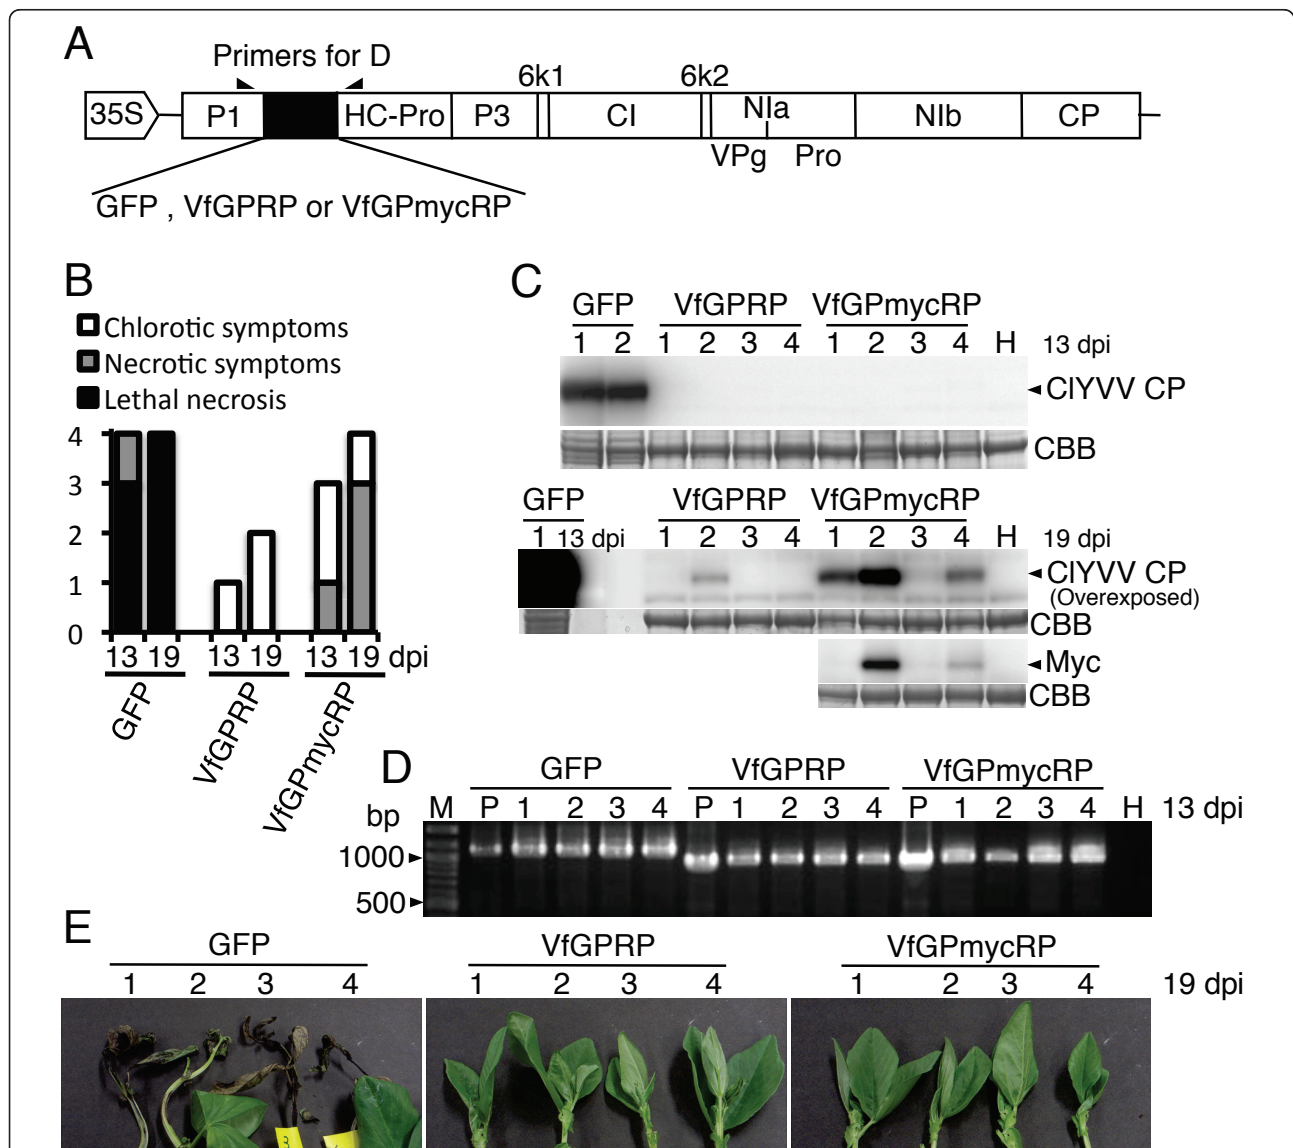 A
Primers for D
6k1 6k2
35S P1 HC-Pro P3 CI NIa NIb CP
VPg Pro
GFP , VfGPRP or VfGPmycRP
B
Chlorotic symptoms
Necrotic symptoms
Lethal necrosis
4
3
2
1
0
13 19 13 19 13 19 dpi
GFP
VfGPRP
VfGPmycRP
C
GFP VfGPRP VfGPmycRP
1 2 1 2 3 4 1 2 3 4 H 13 dpi
ClYVV CP
CBB
GFP VfGPRP VfGPmycRP
1 13 dpi 1 2 3 4 1 2 3 4 H 19 dpi
ClYVV CP
(Overexposed)
CBB
Myc
CBB
D
GFP VfGPRP VfGPmycRP
bp M P 1 2 3 4 P 1 2 3 4 P 1 2 3 4 H 13 dpi
1000
500
E
GFP VfGPRP VfGPmycRP
1 2 3 4 1 2 3 4 1 2 3 4 19 dpi